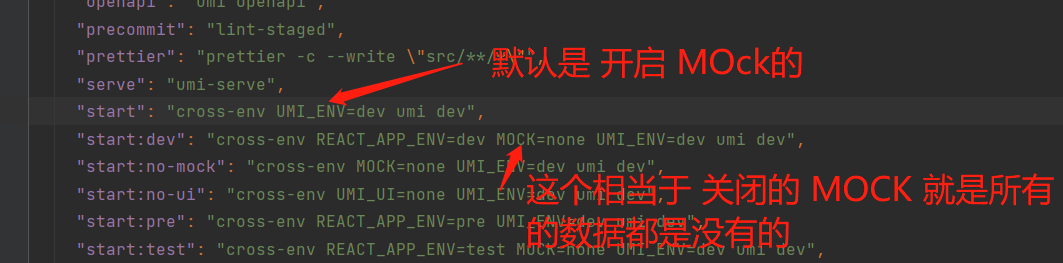 "openapi": "umi openapi",
"precommit": "lint-staged",
"prettier": "prettier -c --write \"src/**/
默认是 开启 MOck的
"serve": "umi-serve",
"start": "cross-env UMI_ENV=dev umi dev",
"start:dev": "cross-env REACT_APP_ENV=dev MOCK=none UMI_ENV=dev umi dev",
"start:no-mock": "cross-env MOCK=none UMI_ENV=dev umi dev",
"start:no-ui": "cross-env UMI_UI=none UMI_ENV=dev umi dev",
这个相当于 关闭的 MOCK 就是所有
"start:pre": "cross-env REACT_APP_ENV=pre UMI_ENV=dev umi dev",
的数据都是没有的
"start:test": "cross-env REACT_APP_ENV=test MOCK=none UMI_ENV=dev umi dev",